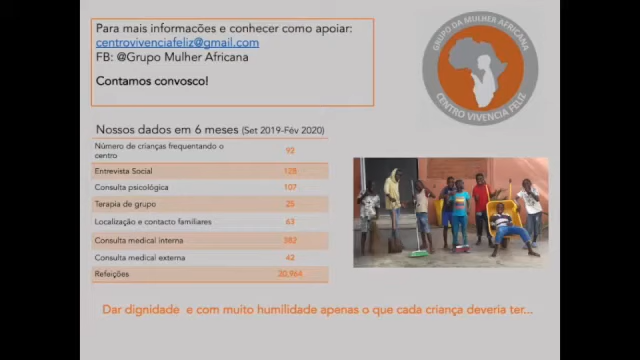 Para mais informacões e conhecer como apoiar:
centrovivenciafeliz@gmail.com
FB: @Grupo Mulher Africana
Contamos convosco!
GRUPO DA MULHER AFRICANA
CENTRO VIVENCIA FELIZ
Nossos dados em 6 meses (Set 2019-Fév 2020)
Número de crianças frequentando o
centro 92
Entrevista Social 128
Consulta psicológica 107
Terapia de grupo 25
Localização e contacto familiares 63
Consulta medical interna 382
Consulta medical externa 42
Refeições 20,964
Dar dignidade e com muito humilidade apenas o que cada criança deveria ter...